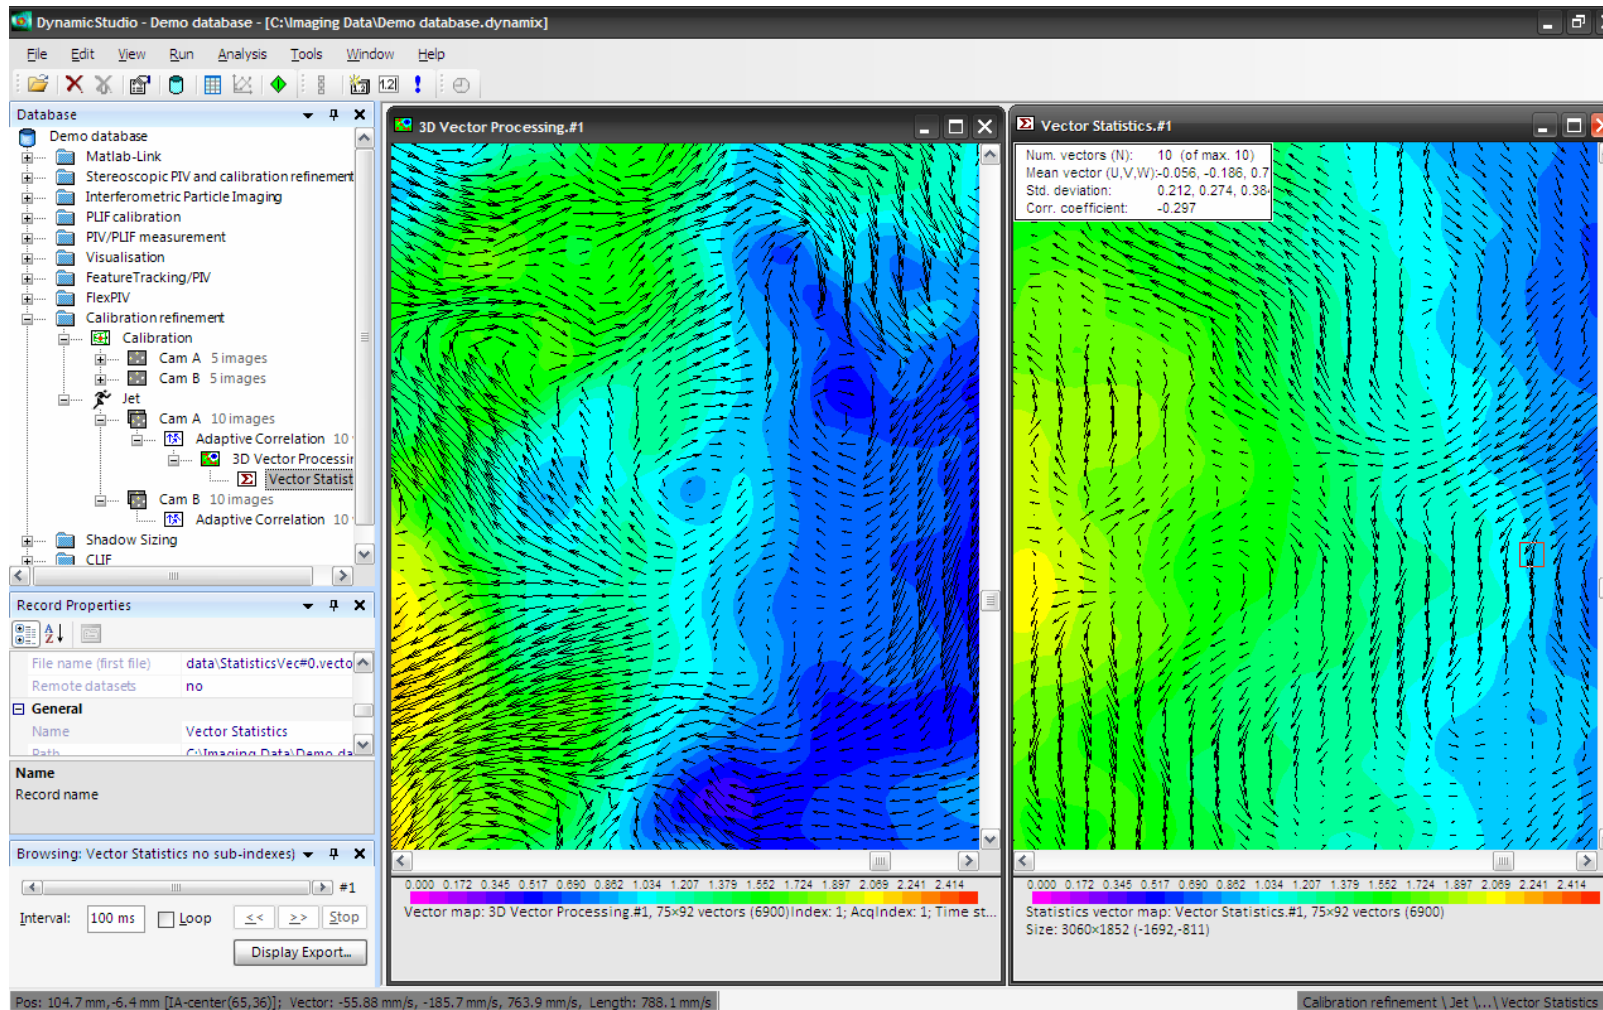 DynamicStudio - Demo database - [C:\Imaging Data\Demo database.dynamix]
File Edit View Run Analysis Tools Window Help
Database
Demo database
Matlab-Link
Stereoscopic PIV and calibration refinement
Interferometric Particle Imaging
PLIF calibration
PIV/PLIF measurement
Visualisation
FeatureTracking/PIV
FlexPIV
Calibration refinement
Calibration
Cam A 5 images
Cam B 5 images
Jet
Cam A 10 images
Adaptive Correlation 10
3D Vector Processin
Vector Statist
Cam B 10 images
Adaptive Correlation 10
Shadow Sizing
CLIF
Record Properties
File name (first file) data\StatisticsVec#0.vecto
Remote datasets no
General
Name Vector Statistics
Path C:\Imaging Data\Demo da
Name
Record name
Browsing: Vector Statistics no sub-indexes)
#1
Interval: 100 ms Loop << >> Stop
Display Export...
3D Vector Processing.#1
0.000 0.172 0.345 0.517 0.690 0.862 1.034 1.207 1.379 1.552 1.724 1.897 2.069 2.241 2.414
Vector map: 3D Vector Processing.#1, 75×92 vectors (6900)Index: 1; AcqIndex: 1; Time st...
Vector Statistics.#1
Num. vectors (N): 10 (of max. 10)
Mean vector (U,V,W):-0.056, -0.186, 0.7
Std. deviation: 0.212, 0.274, 0.38
Corr. coefficient: -0.297
0.000 0.172 0.345 0.517 0.690 0.862 1.034 1.207 1.379 1.552 1.724 1.897 2.069 2.241 2.414
Statistics vector map: Vector Statistics.#1, 75×92 vectors (6900)
Size: 3060×1852 (-1692,-811)
Pos: 104.7 mm,-6.4 mm [IA-center(65,36)]; Vector: -55.88 mm/s, -185.7 mm/s, 763.9 mm/s, Length: 788.1 mm/s
Calibration refinement \ Jet \...\ Vector Statistics